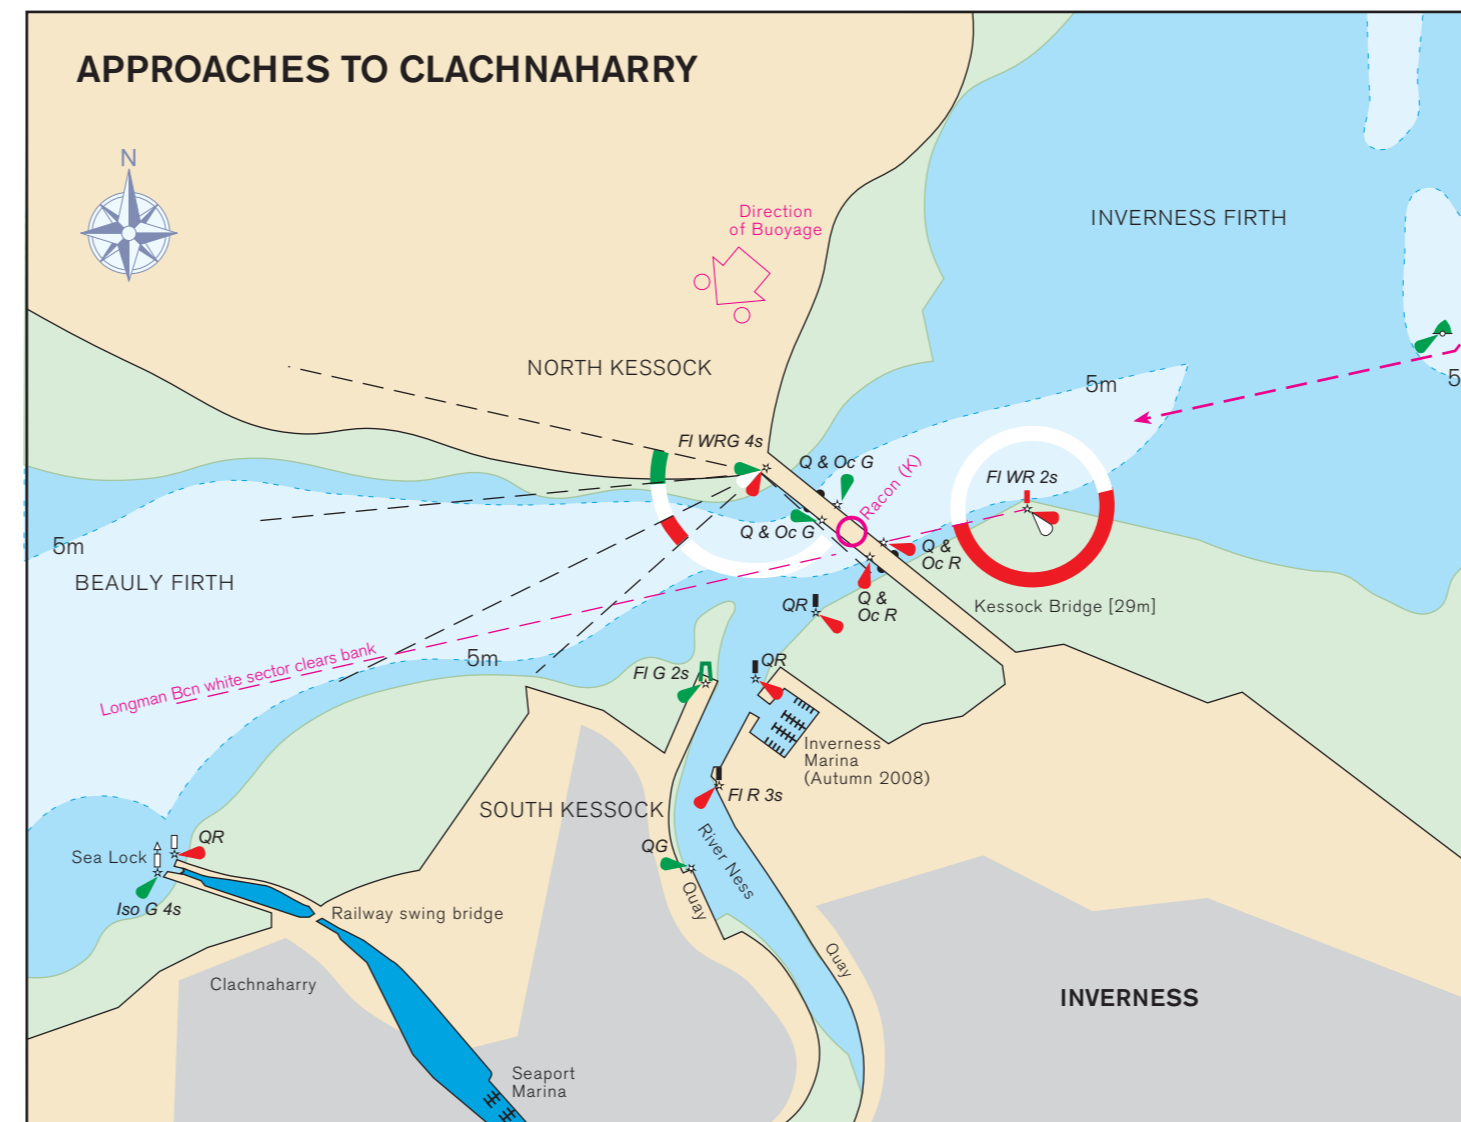 APPROACHES TO CLACHNAHARRY
N
Direction
of Buoyage
INVERNESS FIRTH
NORTH KESSOCK
5m
5
Fl WRG 4s
Q & Oc G
Racon (K)
Fl WR 2s
Q & Oc G
Q &
Oc R
5m
BEAULY FIRTH
Q &
Oc R
Kessock Bridge [29m]
QR
Longman Bcn white sector clears bank
5m
Fl G 2s
QR
Inverness
Marina
(Autumn 2008)
SOUTH KESSOCK
Fl R 3s
River Ness
QR
Sea Lock
QG
Quay
Iso G 4s
Railway swing bridge
Quay
Clachnaharry
INVERNESS
Seaport
Marina